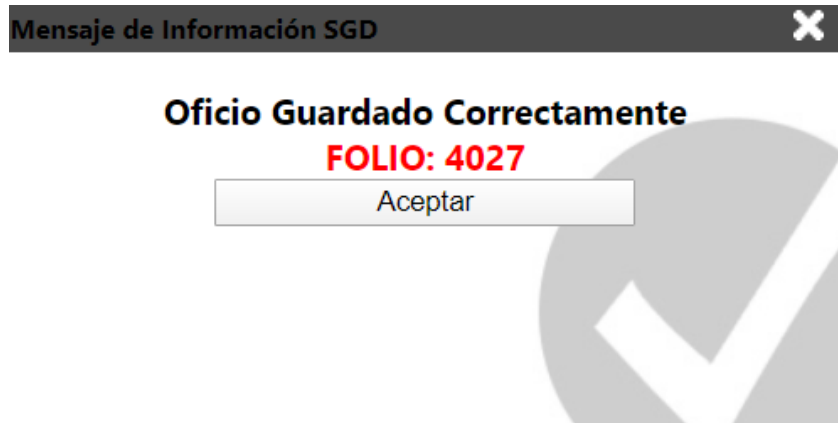 Mensaje de Información SGD
Oficio Guardado Correctamente
FOLIO: 4027
Aceptar